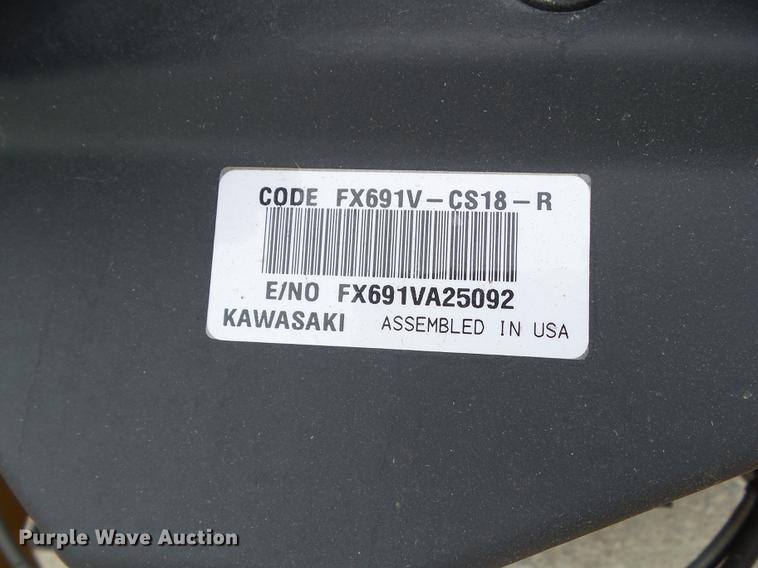 CODE FX691V-CS18-R
E/NO FX691VA25092
KAWASAKI ASSEMBLED IN USA
Purple Wave Auction